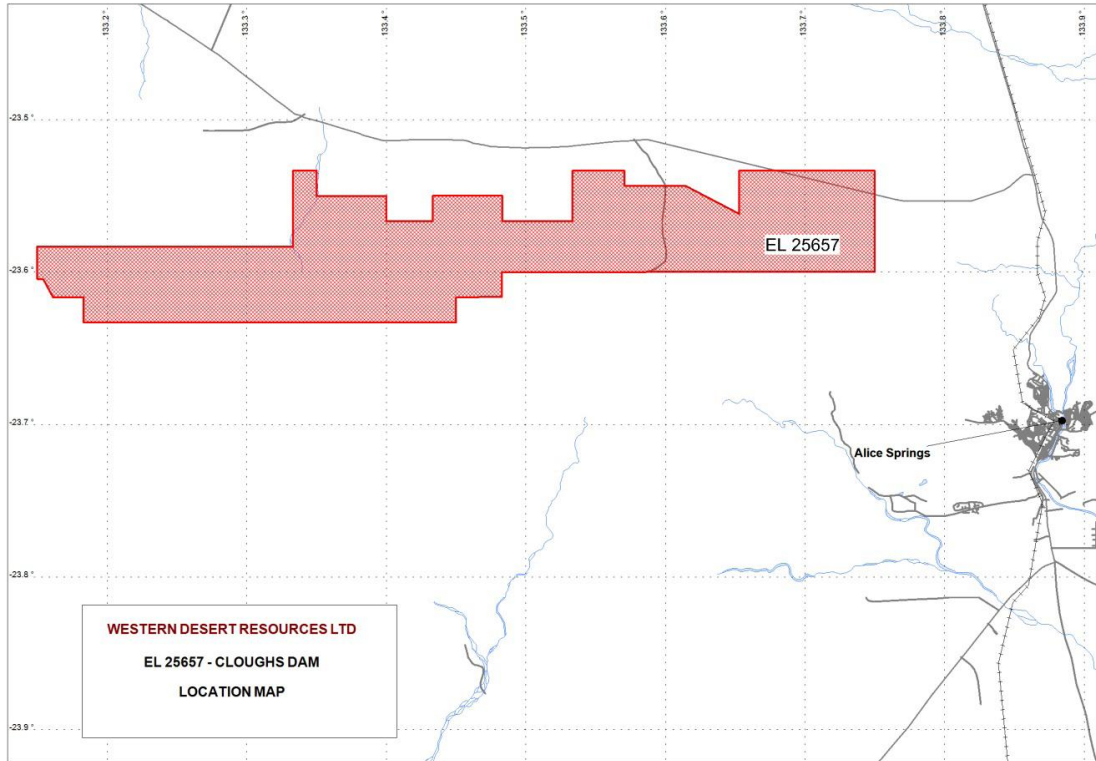 133.2 °
133.3 °
133.4 °
133.5 °
133.6 °
133.7 °
133.8 °
133.9 °
-23.5 °
-23.6 °
-23.7 °
-23.8 °
-23.9 °
EL 25657
Alice Springs
WESTERN DESERT RESOURCES LTD
EL 25657 - CLOUGHS DAM
LOCATION MAP